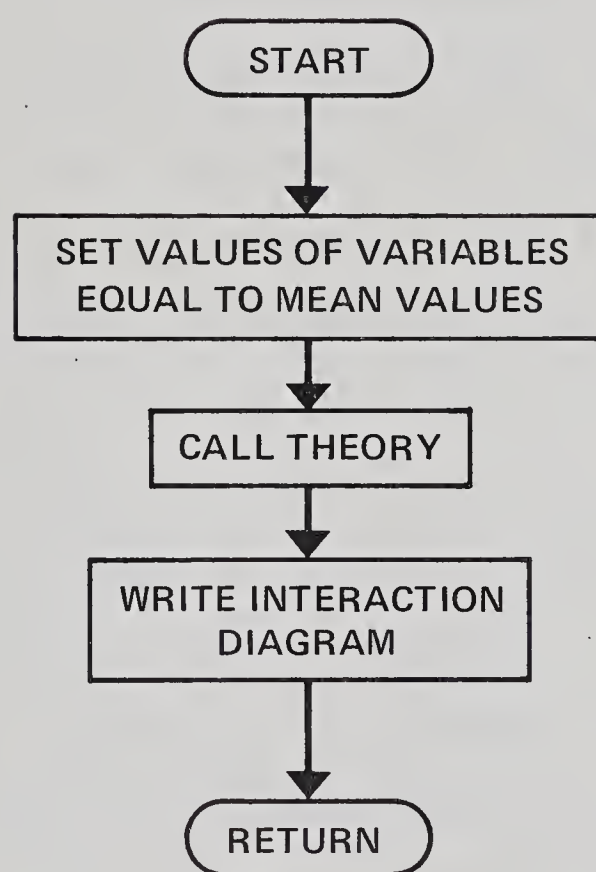 START
SET VALUES OF VARIABLES
EQUAL TO MEAN VALUES
CALL THEORY
WRITE INTERACTION
DIAGRAM
RETURN